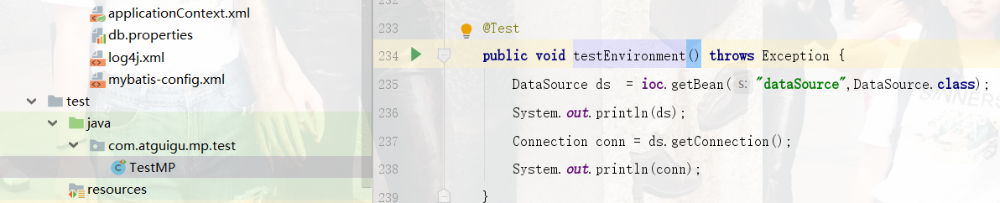 applicationContext.xml
db.properties
log4j.xml
mybatis-config.xml
test
java
com.atguigu.mp.test
TestMP
resources
232
233 @Test
234 public void testEnvironment() throws Exception {
235 DataSource ds = ioc.getBean( s: "dataSource",DataSource.class);
236 System.out.println(ds);
237 Connection conn = ds.getConnection();
238 System.out.println(conn);
239 }
SINNERS